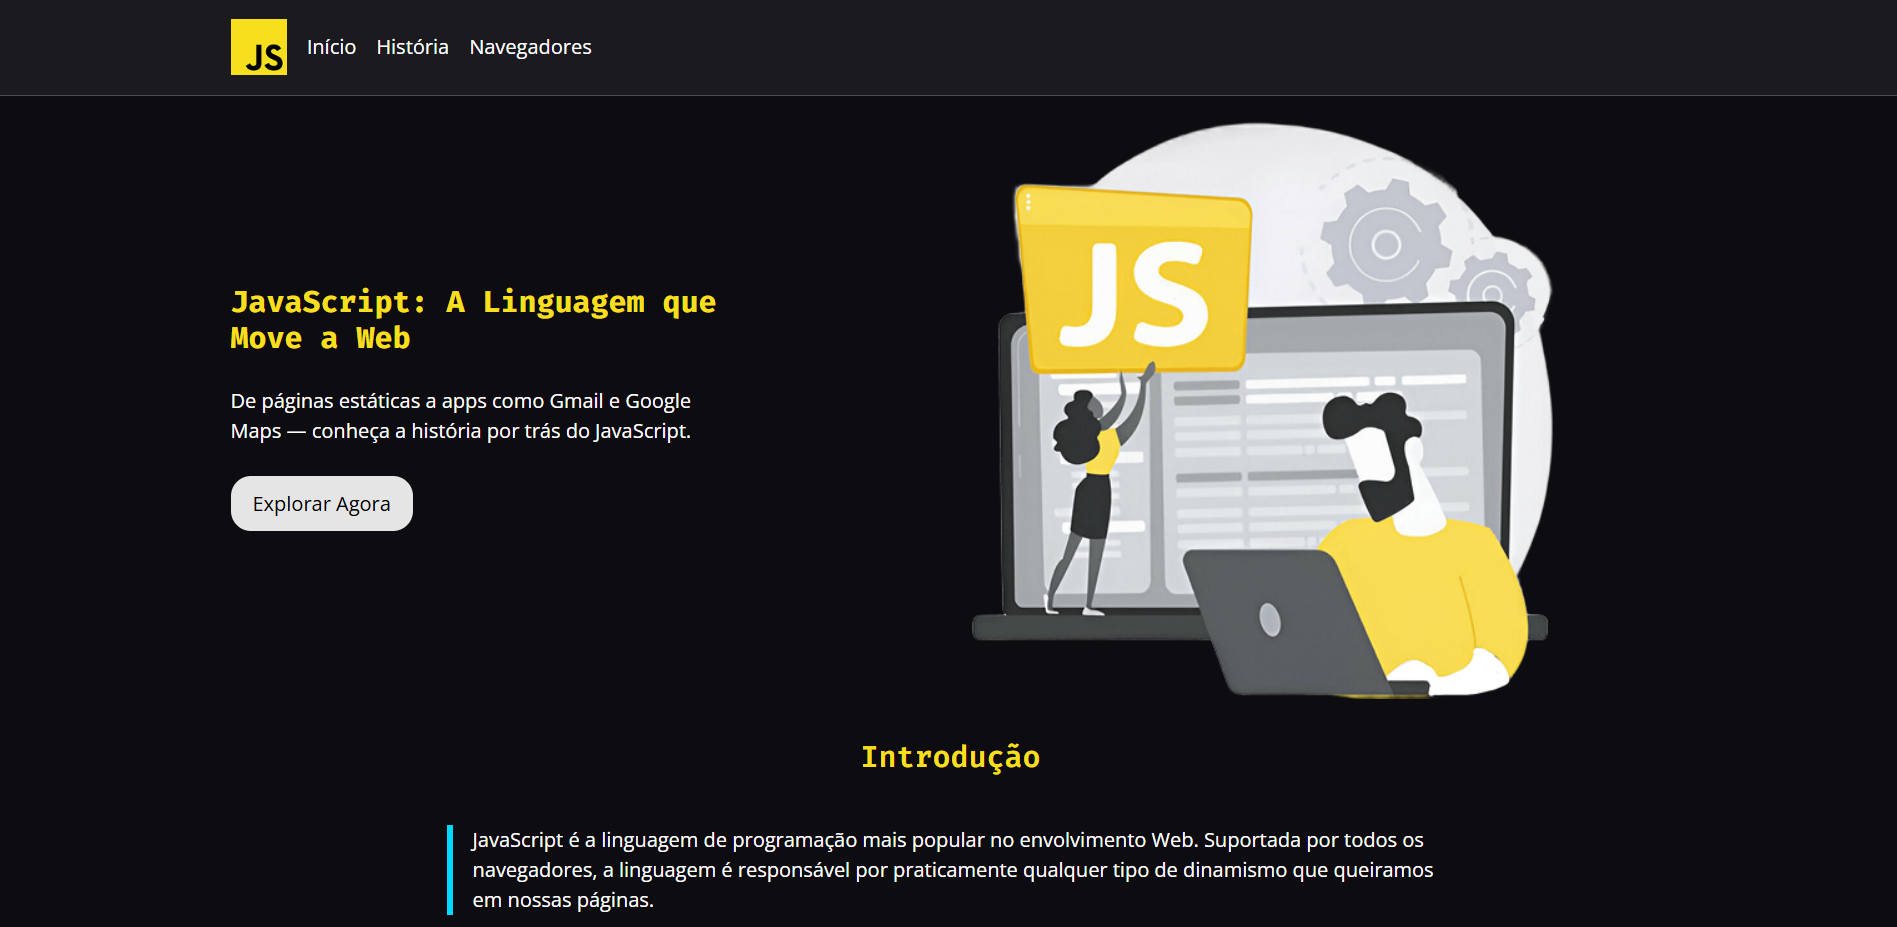 JS
Início História Navegadores
JS
JavaScript: A Linguagem que
Move a Web
De páginas estáticas a apps como Gmail e Google
Maps — conheça a história por trás do JavaScript.
Explorar Agora
Introdução
JavaScript é a linguagem de programação mais popular no envolvimento Web. Suportada por todos os
navegadores, a linguagem é responsável por praticamente qualquer tipo de dinamismo que queiramos
em nossas páginas.